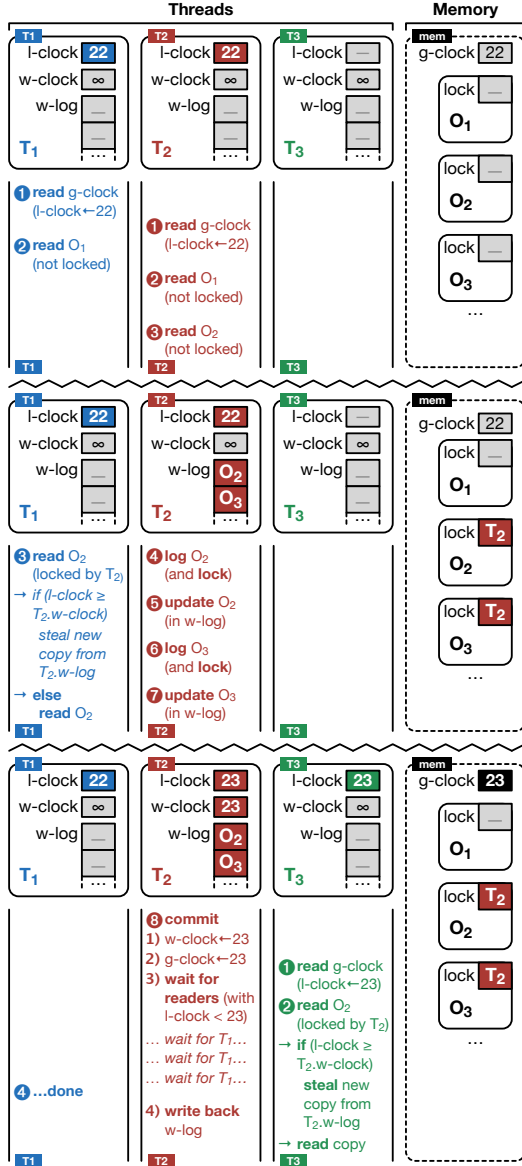 Threads Memory
T1 T2 T3 mem
l-clock 22 l-clock 22 l-clock _ g-clock 22
w-clock ∞ w-clock ∞ w-clock ∞ lock _
w-log _ w-log _ w-log _ O1
_ _ _
T1 ... T2 ... T3 ...
lock _
O2
lock _
O3
...
1 read g-clock
(l-clock←22)
2 read O1
(not locked)
1 read g-clock
(l-clock←22)
2 read O1
(not locked)
3 read O2
(not locked)
T1 T2 T3
T1 T2 T3 mem
l-clock 22 l-clock 22 l-clock _ g-clock 22
w-clock ∞ w-clock ∞ w-clock ∞ lock _
w-log _ w-log O2 w-log _ O1
_ O3 _
T1 ... T2 ... T3 ...
lock T2
O2
lock T2
O3
...
3 read O2
(locked by T2)
→ if (l-clock ≥
T2.w-clock)
steal new
copy from
T2.w-log
→ else
read O2
4 log O2
(and lock)
5 update O2
(in w-log)
6 log O3
(and lock)
7 update O3
(in w-log)
T1 T2 T3
T1 T2 T3 mem
l-clock 22 l-clock 23 l-clock 23 g-clock 23
w-clock ∞ w-clock 23 w-clock ∞ lock _
w-log _ w-log O2 w-log _ O1
_ O3 _
T1 ... T2 ... T3 ...
lock T2
O2
lock T2
O3
...
4 ...done
8 commit
1) w-clock←23
2) g-clock←23
3) wait for
readers (with
l-clock < 23)
... wait for T1...
... wait for T1...
... wait for T1...
4) write back
w-log
1 read g-clock
(l-clock←23)
2 read O2
(locked by T2)
→ if (l-clock ≥
T2.w-clock)
steal new
copy from
T2.w-log
→ read copy
T1 T2 T3